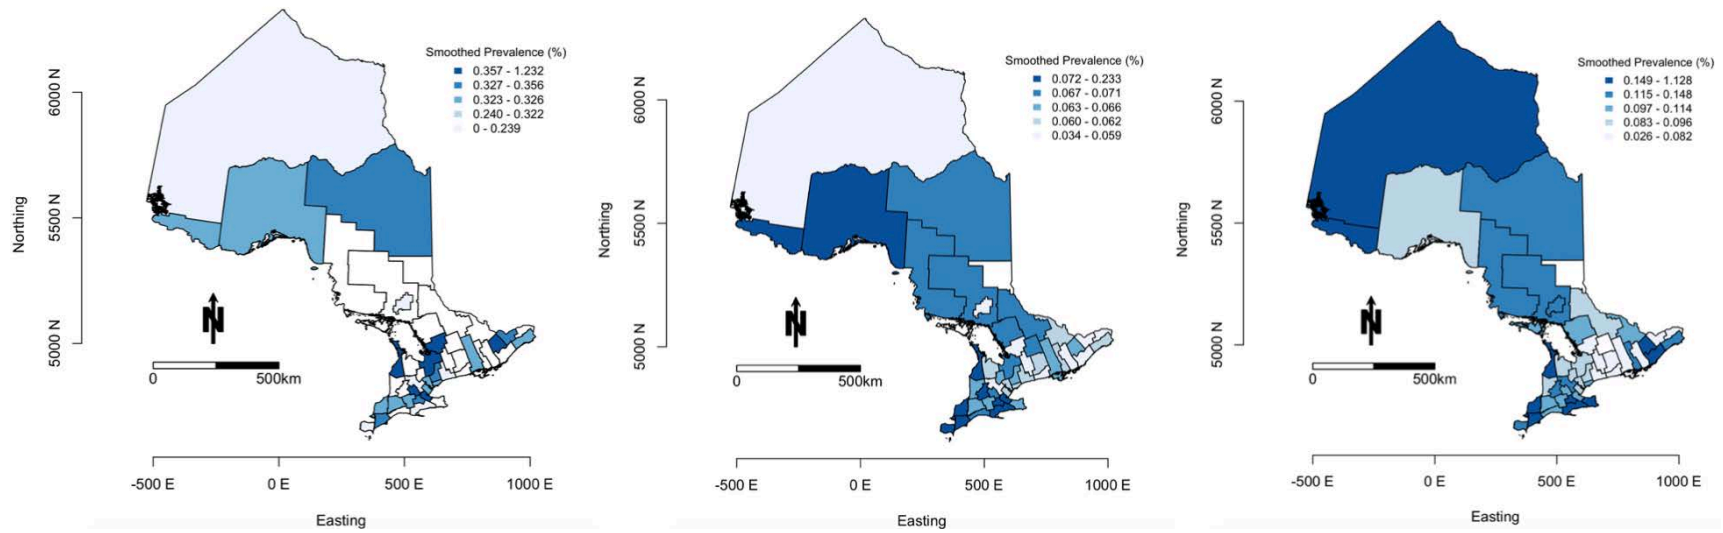 Smoothed Prevalence (%)
0.357 - 1.232
0.327 - 0.356
0.323 - 0.326
0.240 - 0.322
0 - 0.239
6000 N
5500 N
5000 N
Northing
N
0
500km
-500 E
0 E
500 E
1000 E
Easting
Smoothed Prevalence (%)
0.072 - 0.233
0.067 - 0.071
0.063 - 0.066
0.060 - 0.062
0.034 - 0.059
6000 N
5500 N
5000 N
Northing
N
0
500km
-500 E
0 E
500 E
1000 E
Easting
Smoothed Prevalence (%)
0.149 - 1.128
0.115 - 0.148
0.097 - 0.114
0.083 - 0.096
0.026 - 0.082
6000 N
5500 N
5000 N
Northing
N
0
500km
-500 E
0 E
500 E
1000 E
Easting